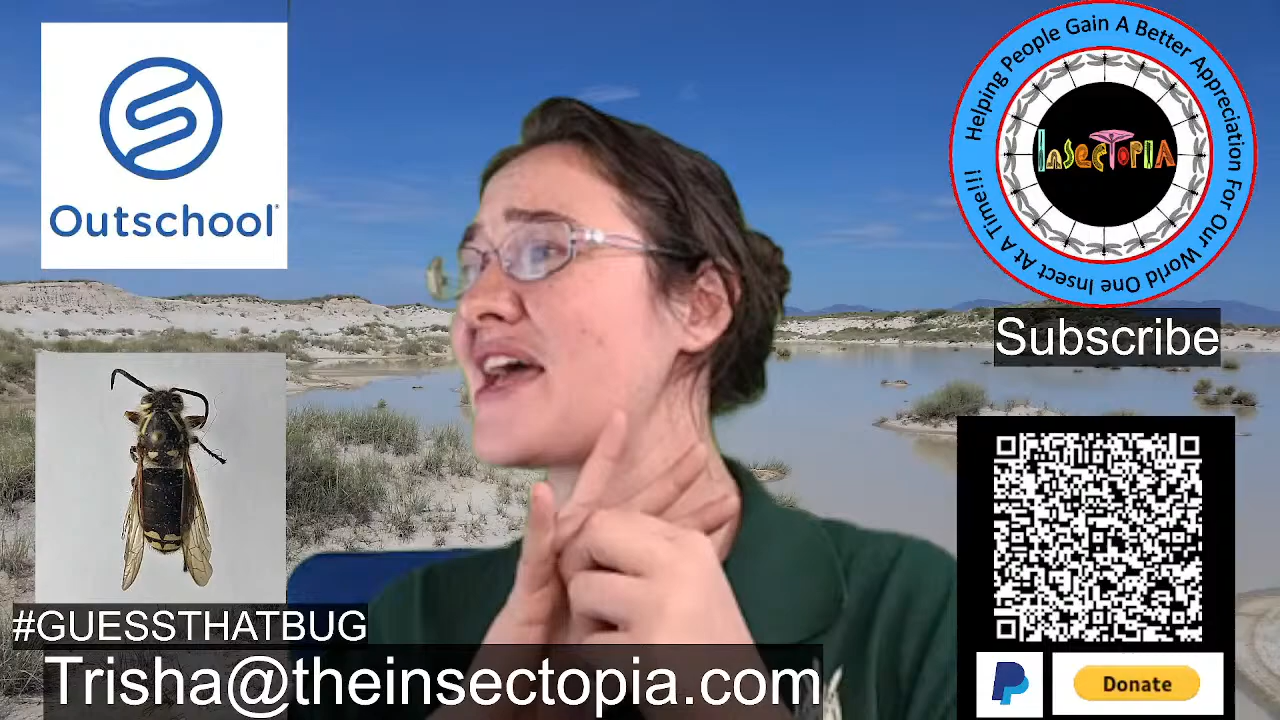 Outschool
Helping People Gain A Better Appreciation For Our World One Insect At A Time!!!
InsecTopIA
Subscribe
#GUESSTHATBUG
Trisha@theinsectopia.com
Donate